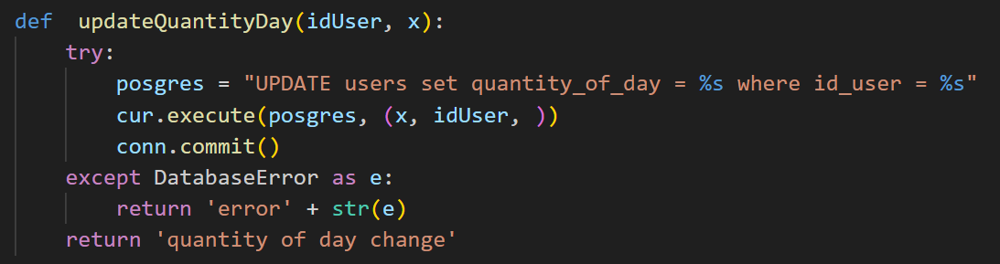 def  updateQuantityDay(idUser, x):
    try:
        posgres = "UPDATE users set quantity_of_day = %s where id_user = %s"
        cur.execute(posgres, (x, idUser, ))
        conn.commit()
    except DatabaseError as e:
        return 'error' + str(e)
    return 'quantity of day change'